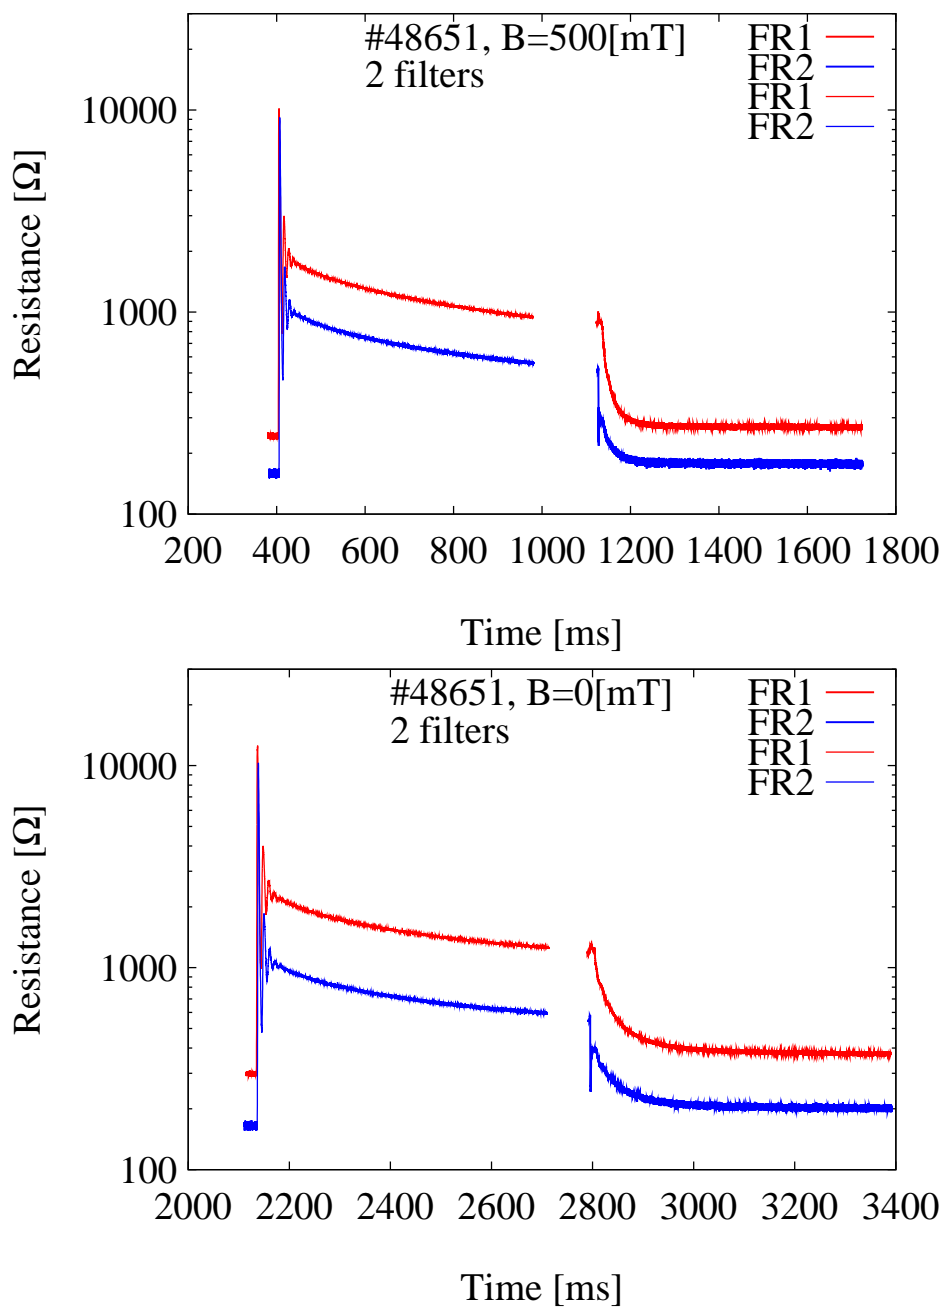 #48651, B=500[mT]
2 filters
FR1
FR2
FR1
FR2
10000
1000
100
Resistance [Ω]
200 400 600 800 1000 1200 1400 1600 1800
Time [ms]
#48651, B=0[mT]
2 filters
FR1
FR2
FR1
FR2
10000
1000
100
Resistance [Ω]
2000 2200 2400 2600 2800 3000 3200 3400
Time [ms]